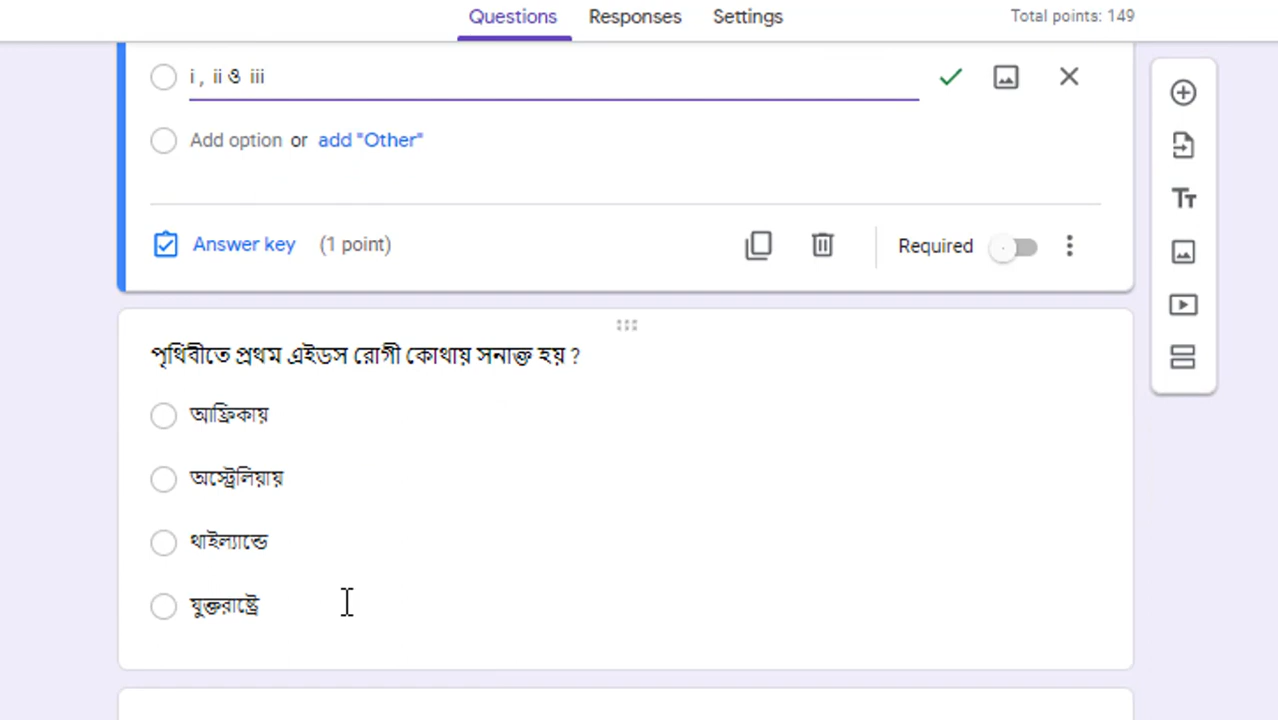 Questions Responses Settings Total points: 149
i , ii ও iii
Add option or add "Other"
Answer key (1 point) Required
পৃথিবীতে প্রথম এইডস রোগী কোথায় সনাক্ত হয় ?
আফ্রিকায়
অস্ট্রেলিয়ায়
থাইল্যান্ডে
যুক্তরাষ্ট্রে